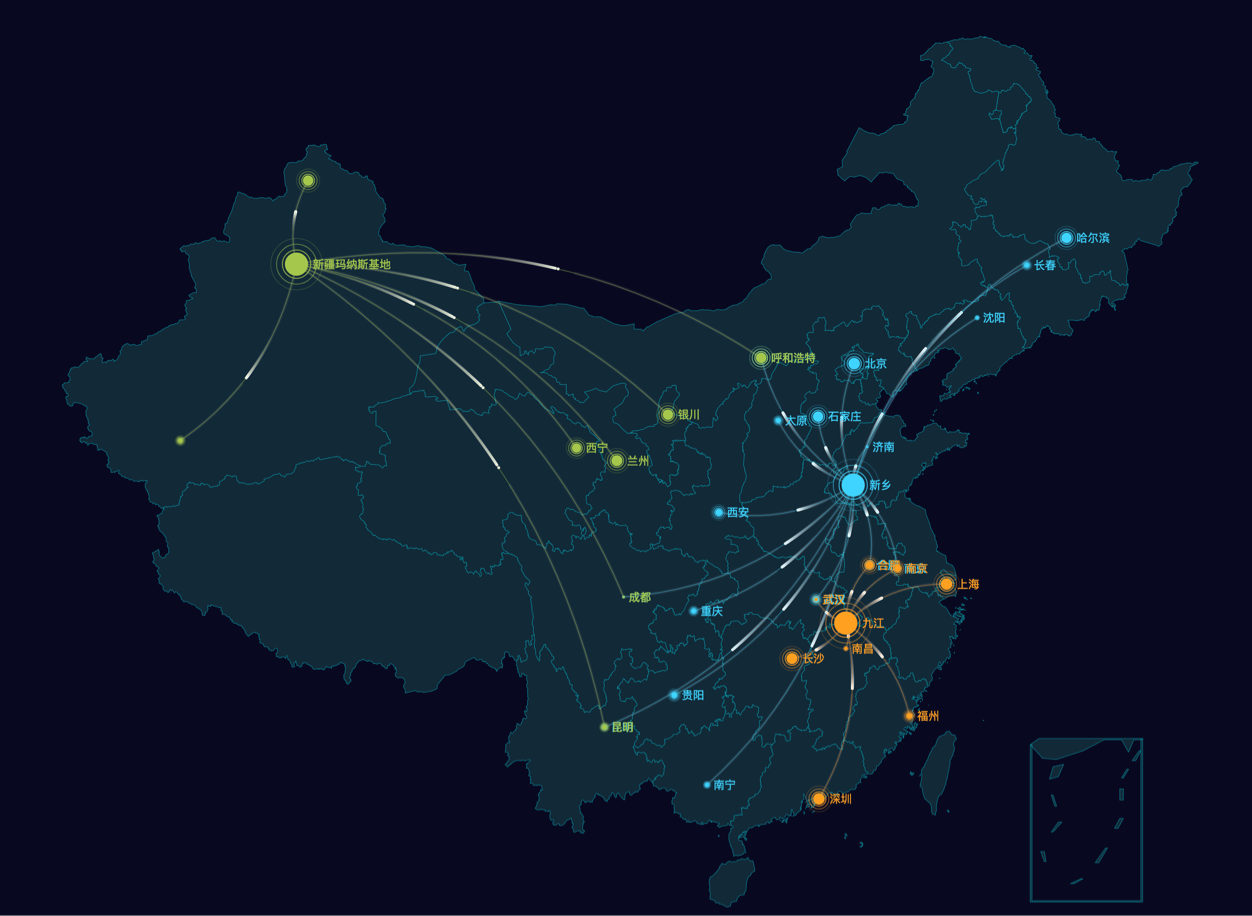 哈尔滨
新疆玛纳斯基地
长春
沈阳
呼和浩特
北京
银川
太原
石家庄
西宁
济南
兰州
新乡
西安
合肥
南京
上海
成都
武汉
重庆
九江
南昌
长沙
贵阳
福州
昆明
南宁
深圳